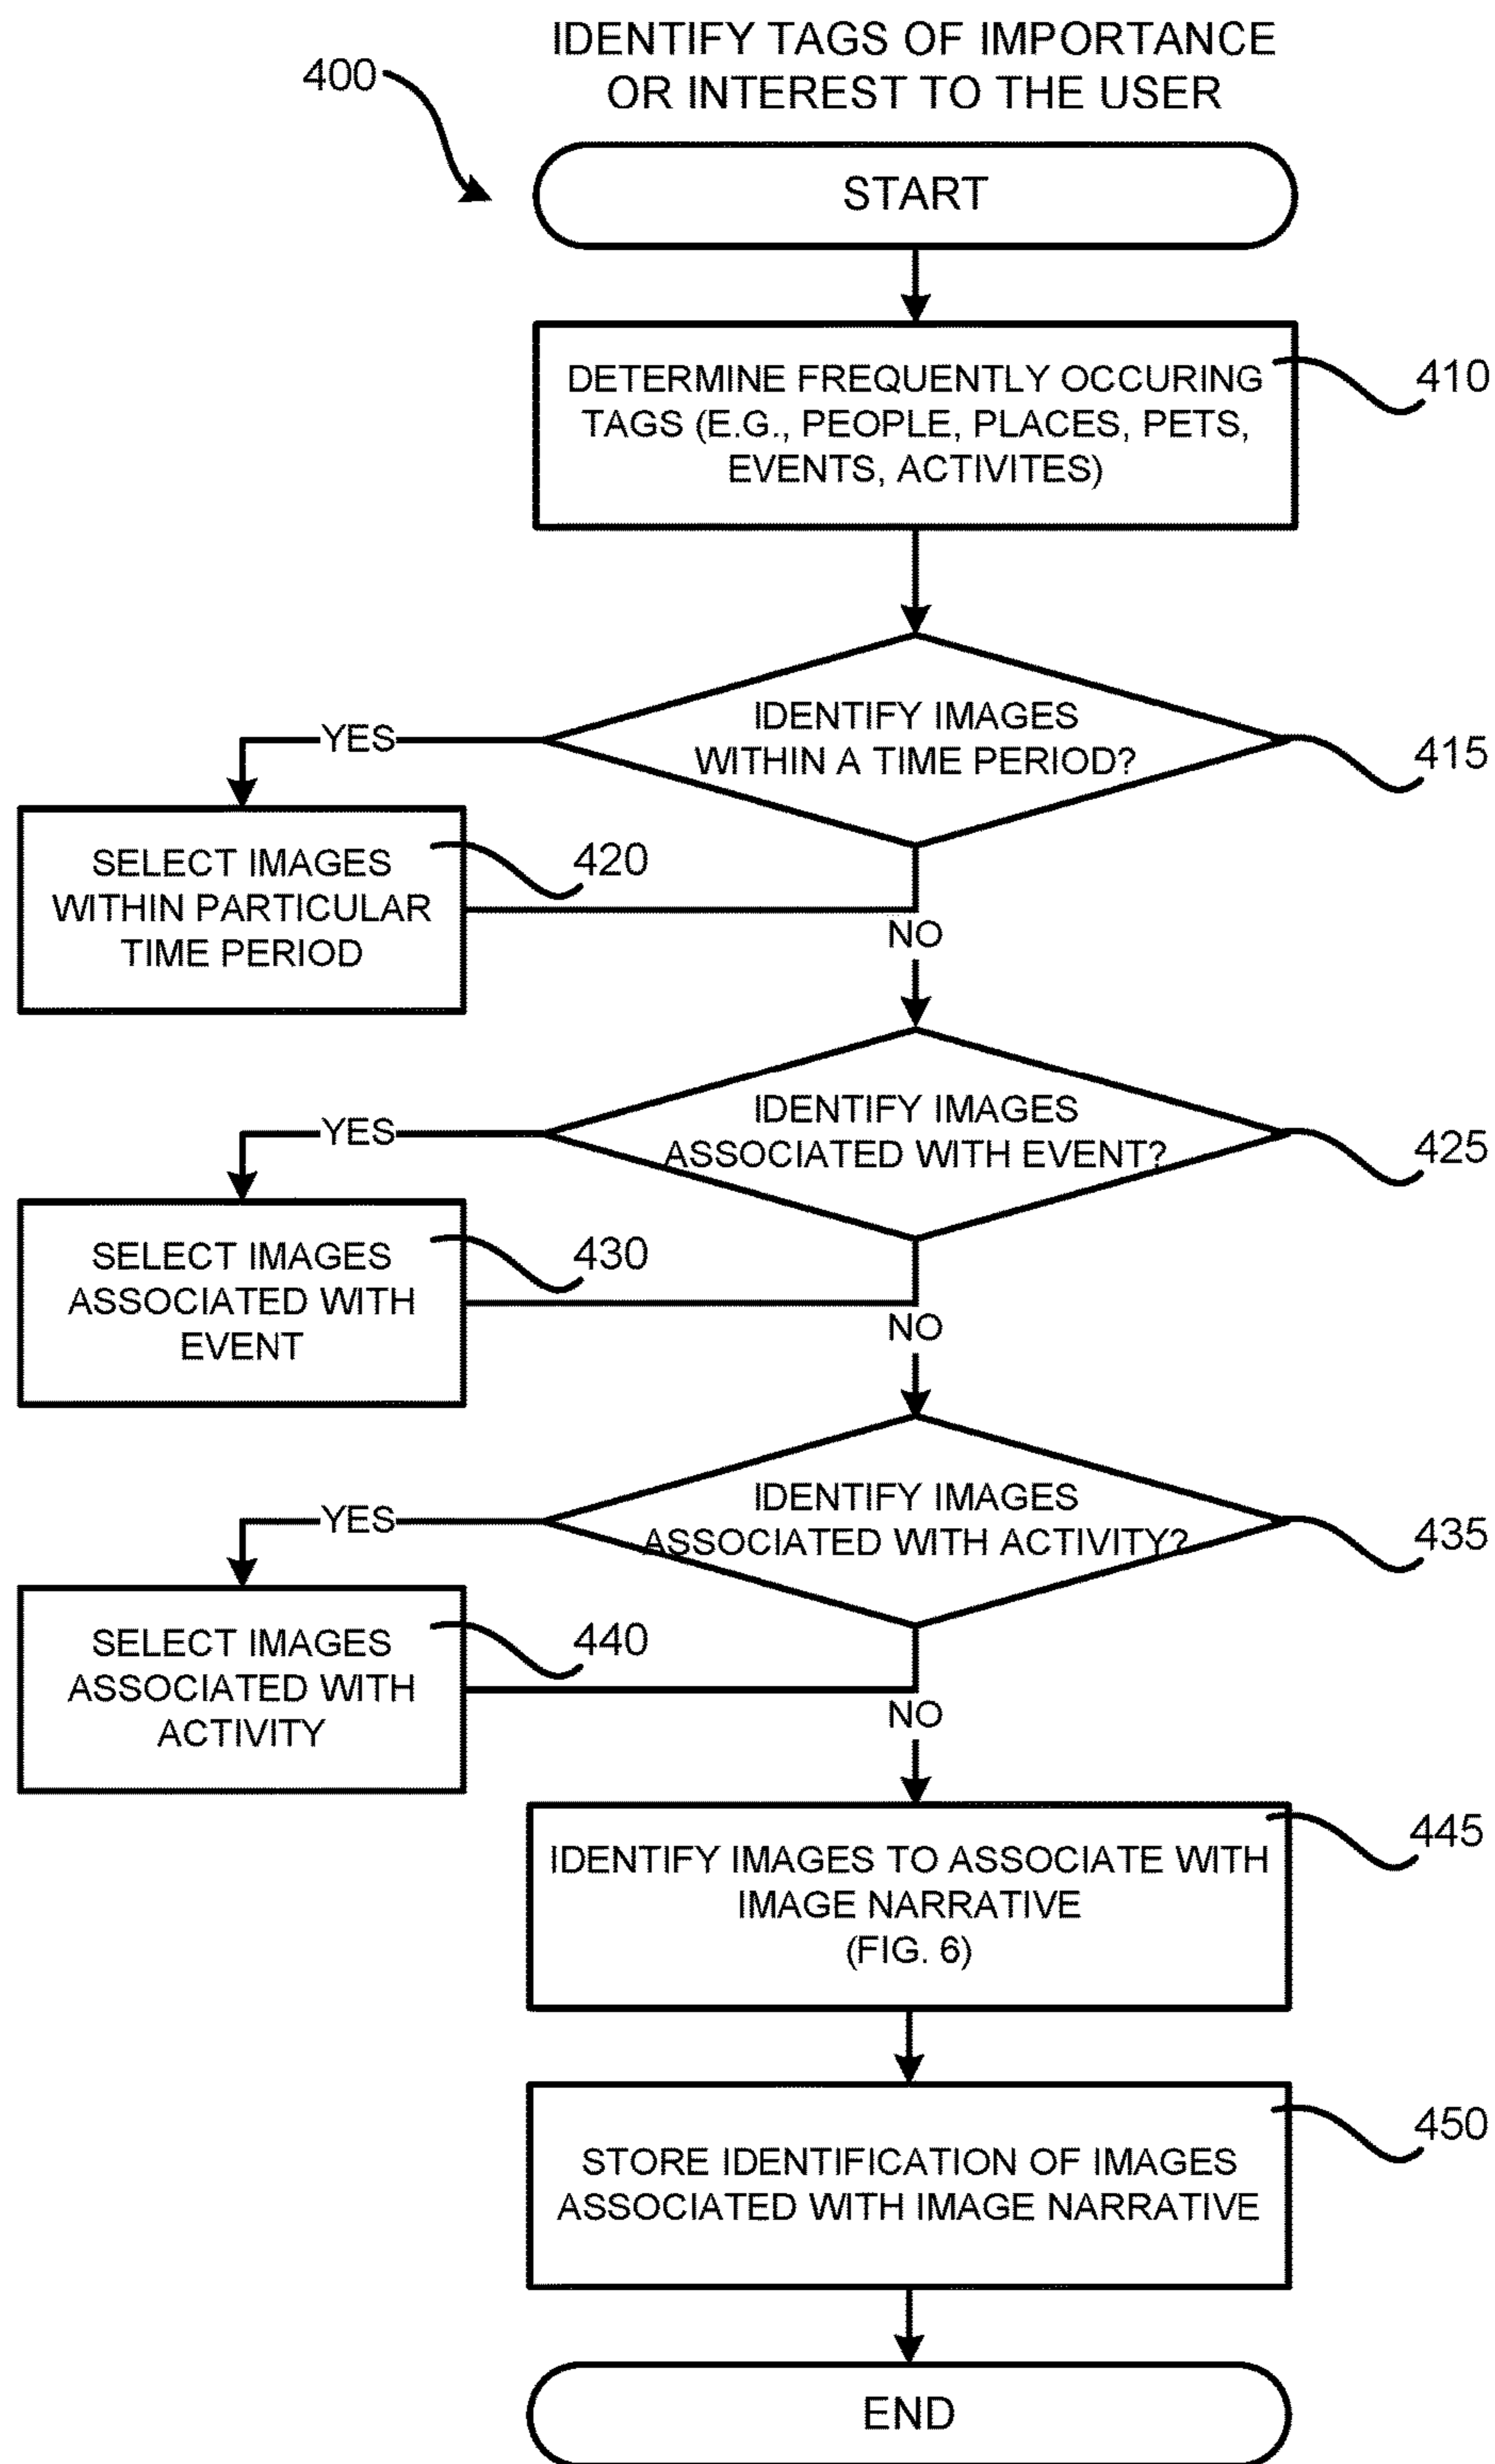 IDENTIFY TAGS OF IMPORTANCE
OR INTEREST TO THE USER
400
START
DETERMINE FREQUENTLY OCCURING
TAGS (E.G., PEOPLE, PLACES, PETS,
EVENTS, ACTIVITES)
410
IDENTIFY IMAGES
WITHIN A TIME PERIOD?
415
YES
SELECT IMAGES
WITHIN PARTICULAR
TIME PERIOD
420
NO
IDENTIFY IMAGES
ASSOCIATED WITH EVENT?
425
YES
SELECT IMAGES
ASSOCIATED WITH
EVENT
430
NO
IDENTIFY IMAGES
ASSOCIATED WITH ACTIVITY?
435
YES
SELECT IMAGES
ASSOCIATED WITH
ACTIVITY
440
NO
IDENTIFY IMAGES TO ASSOCIATE WITH
IMAGE NARRATIVE
(FIG. 6)
445
STORE IDENTIFICATION OF IMAGES
ASSOCIATED WITH IMAGE NARRATIVE
450
END